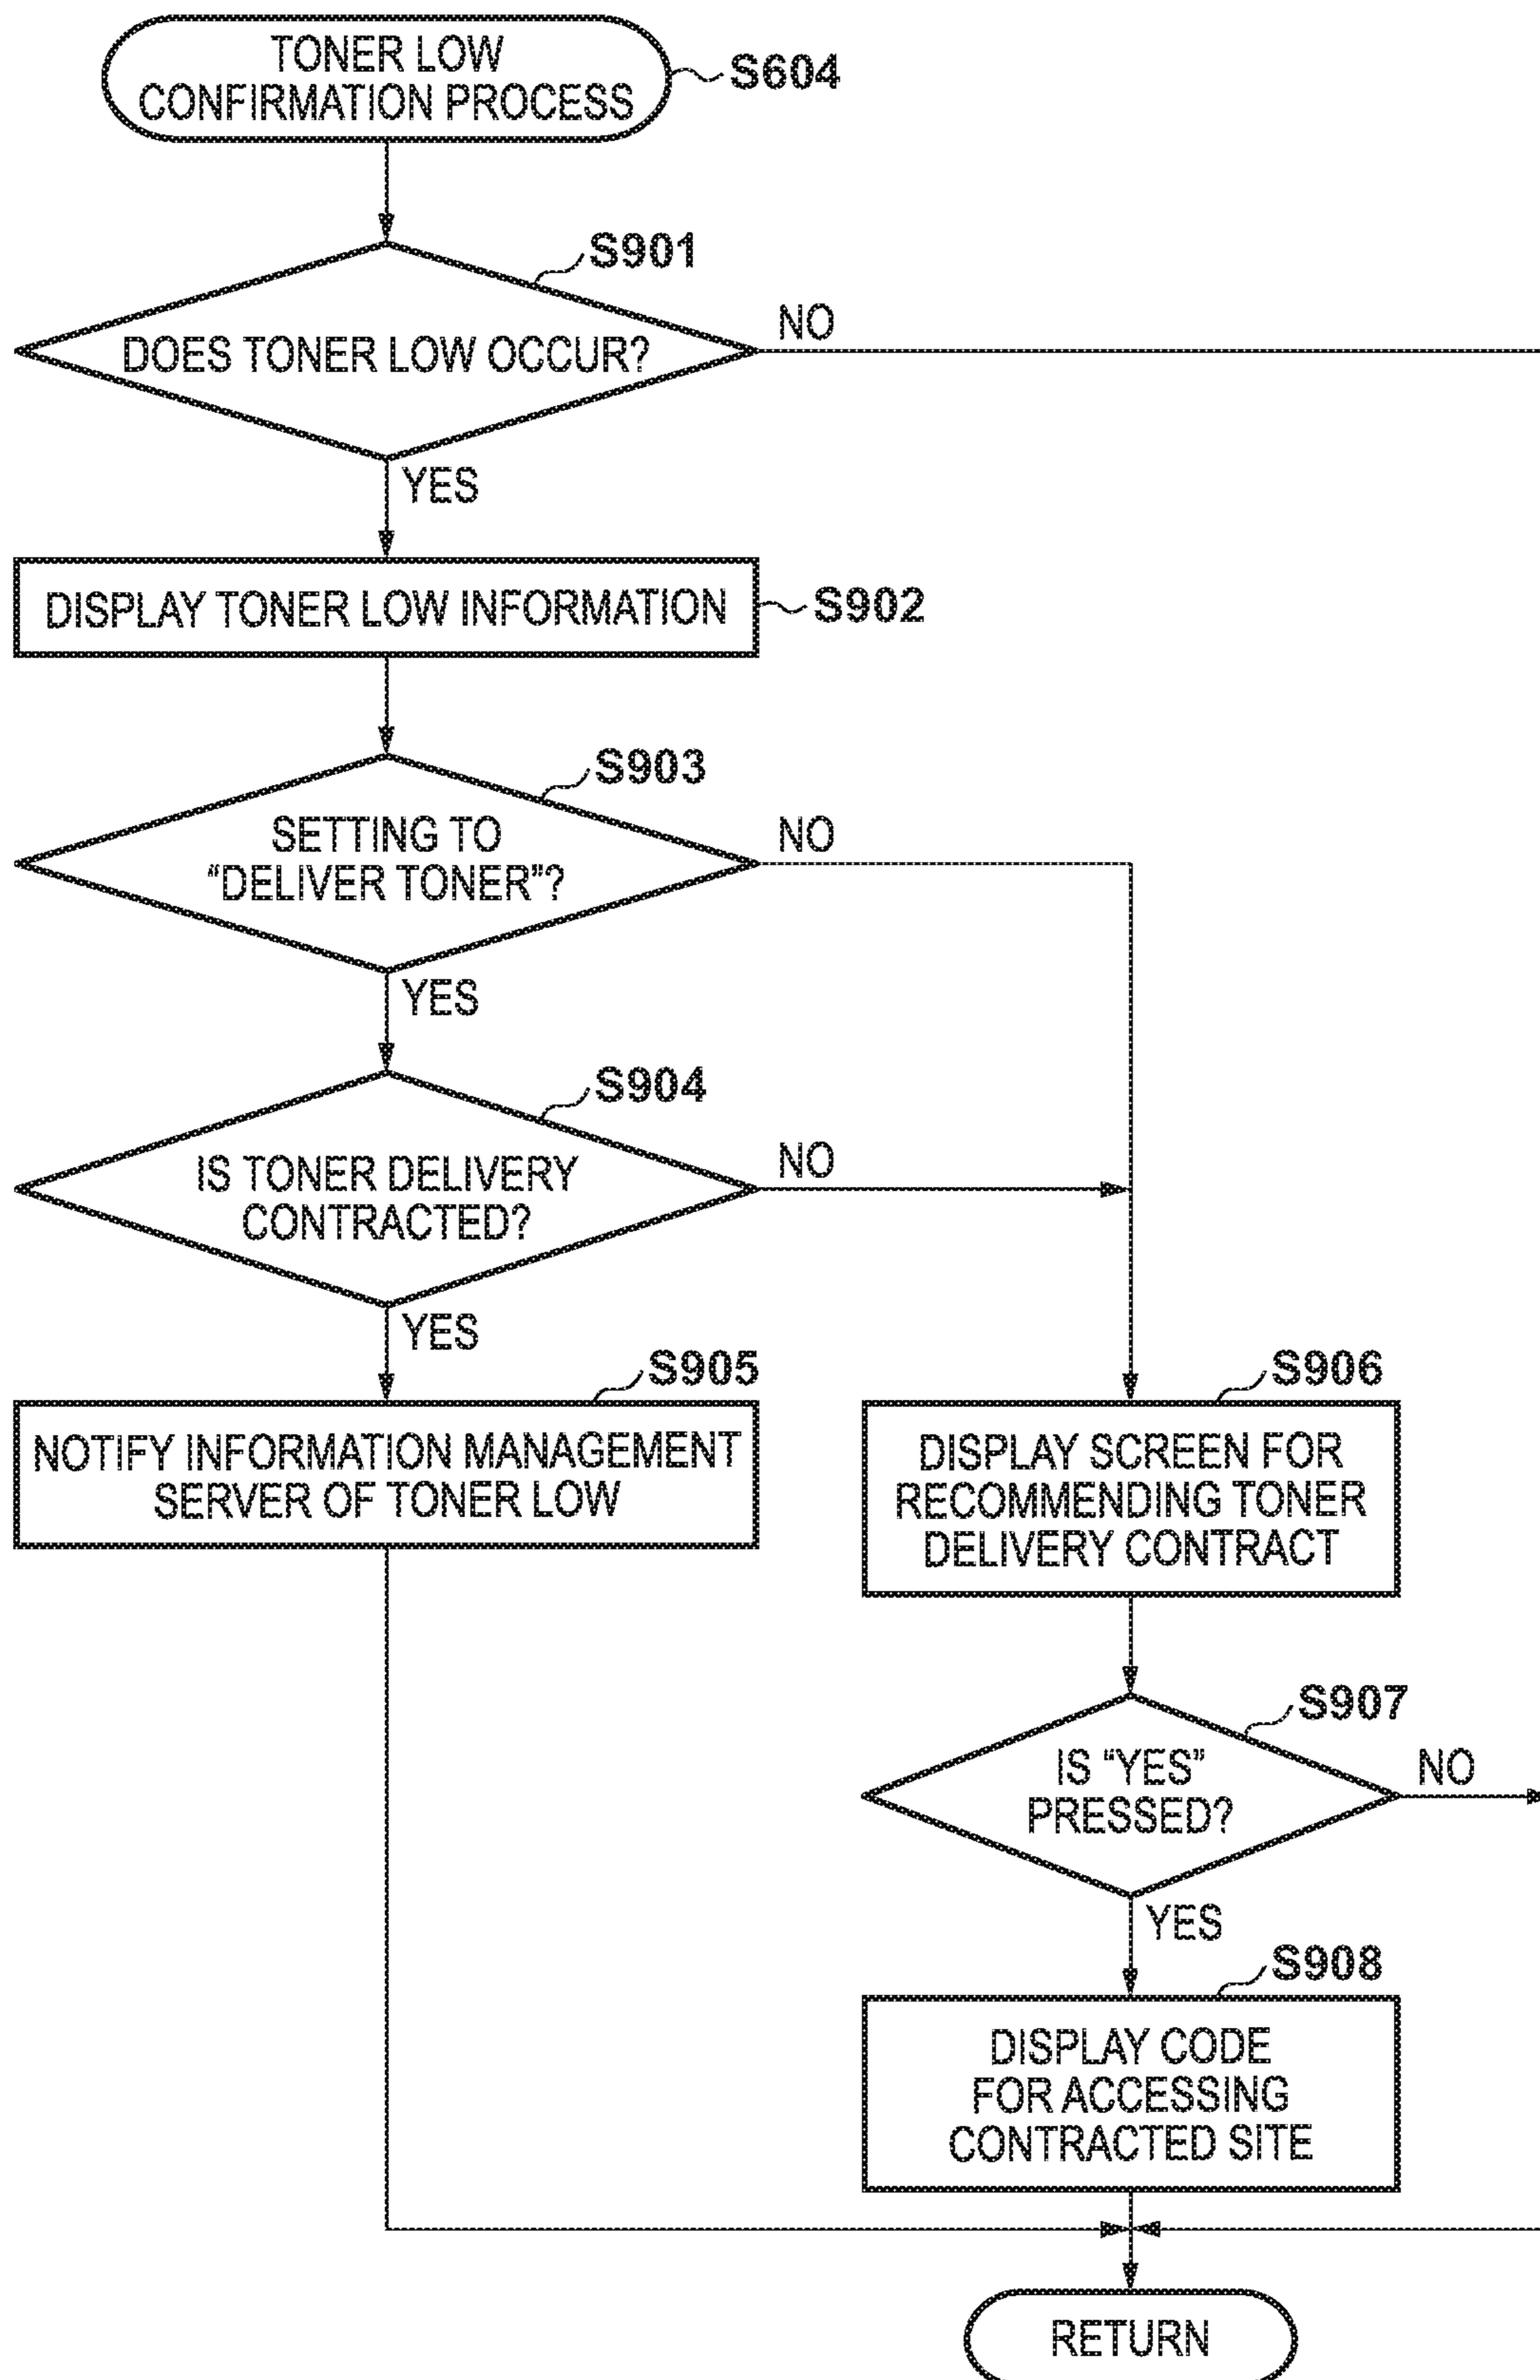 TONER LOW
CONFIRMATION PROCESS
S604
S901
DOES TONER LOW OCCUR?
NO
YES
DISPLAY TONER LOW INFORMATION
S902
S903
SETTING TO
“DELIVER TONER”?
NO
YES
S904
IS TONER DELIVERY
CONTRACTED?
NO
YES
S905
NOTIFY INFORMATION MANAGEMENT
SERVER OF TONER LOW
S906
DISPLAY SCREEN FOR
RECOMMENDING TONER
DELIVERY CONTRACT
S907
IS “YES”
PRESSED?
NO
YES
S908
DISPLAY CODE
FOR ACCESSING
CONTRACTED SITE
RETURN